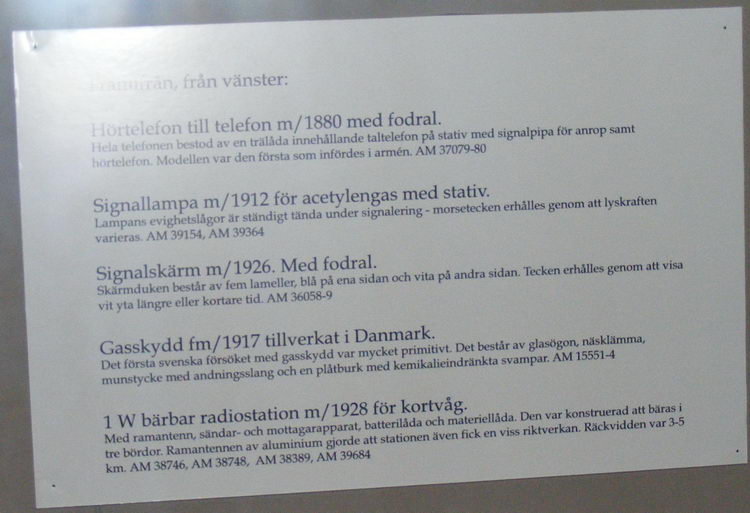 Framifrån, från vänster:
Hörtelefon till telefon m/1880 med fodral.
Hela telefonen bestod av en trälåda innehållande taltelefon på stativ med signalpipa för anrop samt
hörtelefon. Modellen var den första som infördes i armén. AM 37079-80
Signallampa m/1912 för acetylengas med stativ.
Lampans evighetslågor är ständigt tända under signalering - morsetecken erhålles genom att lyskraften
varieras. AM 39154, AM 39364
Signalskärm m/1926. Med fodral.
Skärmduken består av fem lameller, blå på ena sidan och vita på andra sidan. Tecken erhålles genom att visa
vit yta längre eller kortare tid. AM 36058-9
Gasskydd fm/1917 tillverkat i Danmark.
Det första svenska försöket med gasskydd var mycket primitivt. Det består av glasögon, näsklämma,
munstycke med andningsslang och en plåtburk med kemikalieindränkta svampar. AM 15551-4
1 W bärbar radiostation m/1928 för kortvåg.
Med ramantenn, sändar- och mottagarapparat, batterilåda och materiellåda. Den var konstruerad att bäras i
tre bördor. Ramantennen av aluminium gjorde att stationen även fick en viss riktverkan. Räckvidden var 3-5
km. AM 38746, AM 38748, AM 38389, AM 39684